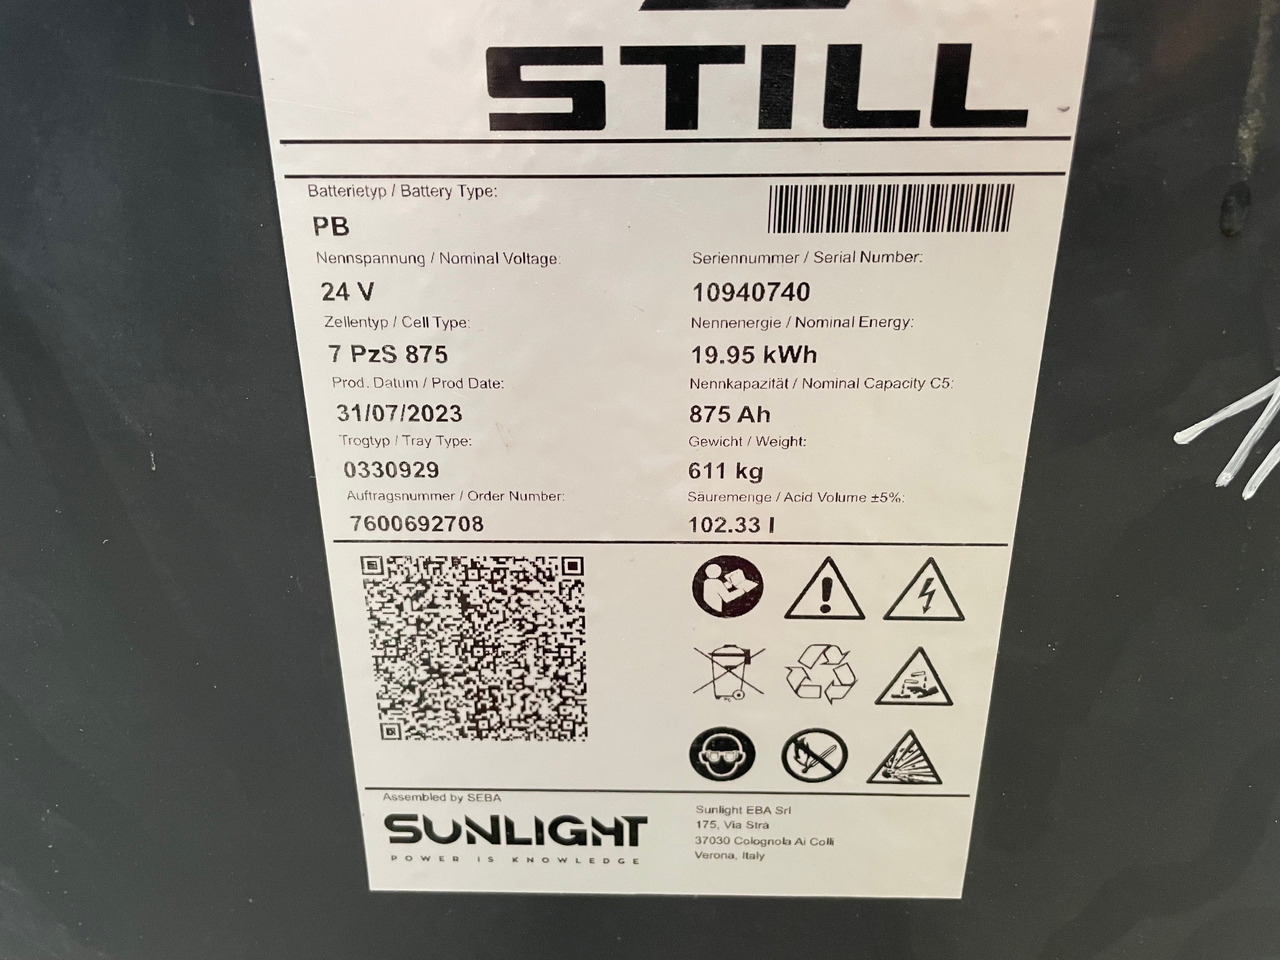 STILL
Batterietyp / Battery Type:
PB
Nennspannung / Nominal Voltage:
24 V
Zellentyp / Cell Type:
7 PzS 875
Prod. Datum / Prod Date:
31/07/2023
Trogtyp / Tray Type:
0330929
Auftragsnummer / Order Number:
7600692708
Seriennummer / Serial Number:
10940740
Nennenergie / Nominal Energy:
19.95 kWh
Nennkapazität / Nominal Capacity C5:
875 Ah
Gewicht / Weight:
611 kg
Säuremenge / Acid Volume ±5%:
102.33 l
Assembled by SEBA
SUNLIGHT
POWER IS KNOWLEDGE
Sunlight EBA Srl
175, Via Strà
37030 Colognola Ai Colli
Verona, Italy